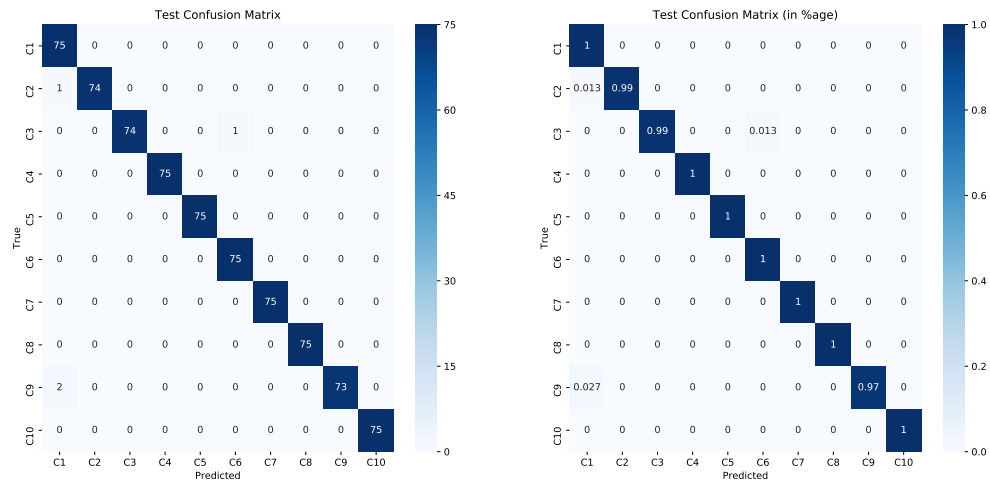 Test Confusion Matrix
C1 75 0 0 0 0 0 0 0 0 0
C2 1 74 0 0 0 0 0 0 0 0
C3 0 0 74 0 0 1 0 0 0 0
C4 0 0 0 75 0 0 0 0 0 0
C5 0 0 0 0 75 0 0 0 0 0
C6 0 0 0 0 0 75 0 0 0 0
C7 0 0 0 0 0 0 75 0 0 0
C8 0 0 0 0 0 0 0 75 0 0
C9 2 0 0 0 0 0 0 0 73 0
C10 0 0 0 0 0 0 0 0 0 75
C1 C2 C3 C4 C5 C6 C7 C8 C9 C10
Predicted
True
75
60
45
30
15
0
Test Confusion Matrix (in %age)
C1 1 0 0 0 0 0 0 0 0 0
C2 0.013 0.99 0 0 0 0 0 0 0 0
C3 0 0 0.99 0 0 0.013 0 0 0 0
C4 0 0 0 1 0 0 0 0 0 0
C5 0 0 0 0 1 0 0 0 0 0
C6 0 0 0 0 0 1 0 0 0 0
C7 0 0 0 0 0 0 1 0 0 0
C8 0 0 0 0 0 0 0 1 0 0
C9 0.027 0 0 0 0 0 0 0 0.97 0
C10 0 0 0 0 0 0 0 0 0 1
C1 C2 C3 C4 C5 C6 C7 C8 C9 C10
Predicted
True
1.0
0.8
0.6
0.4
0.2
0.0